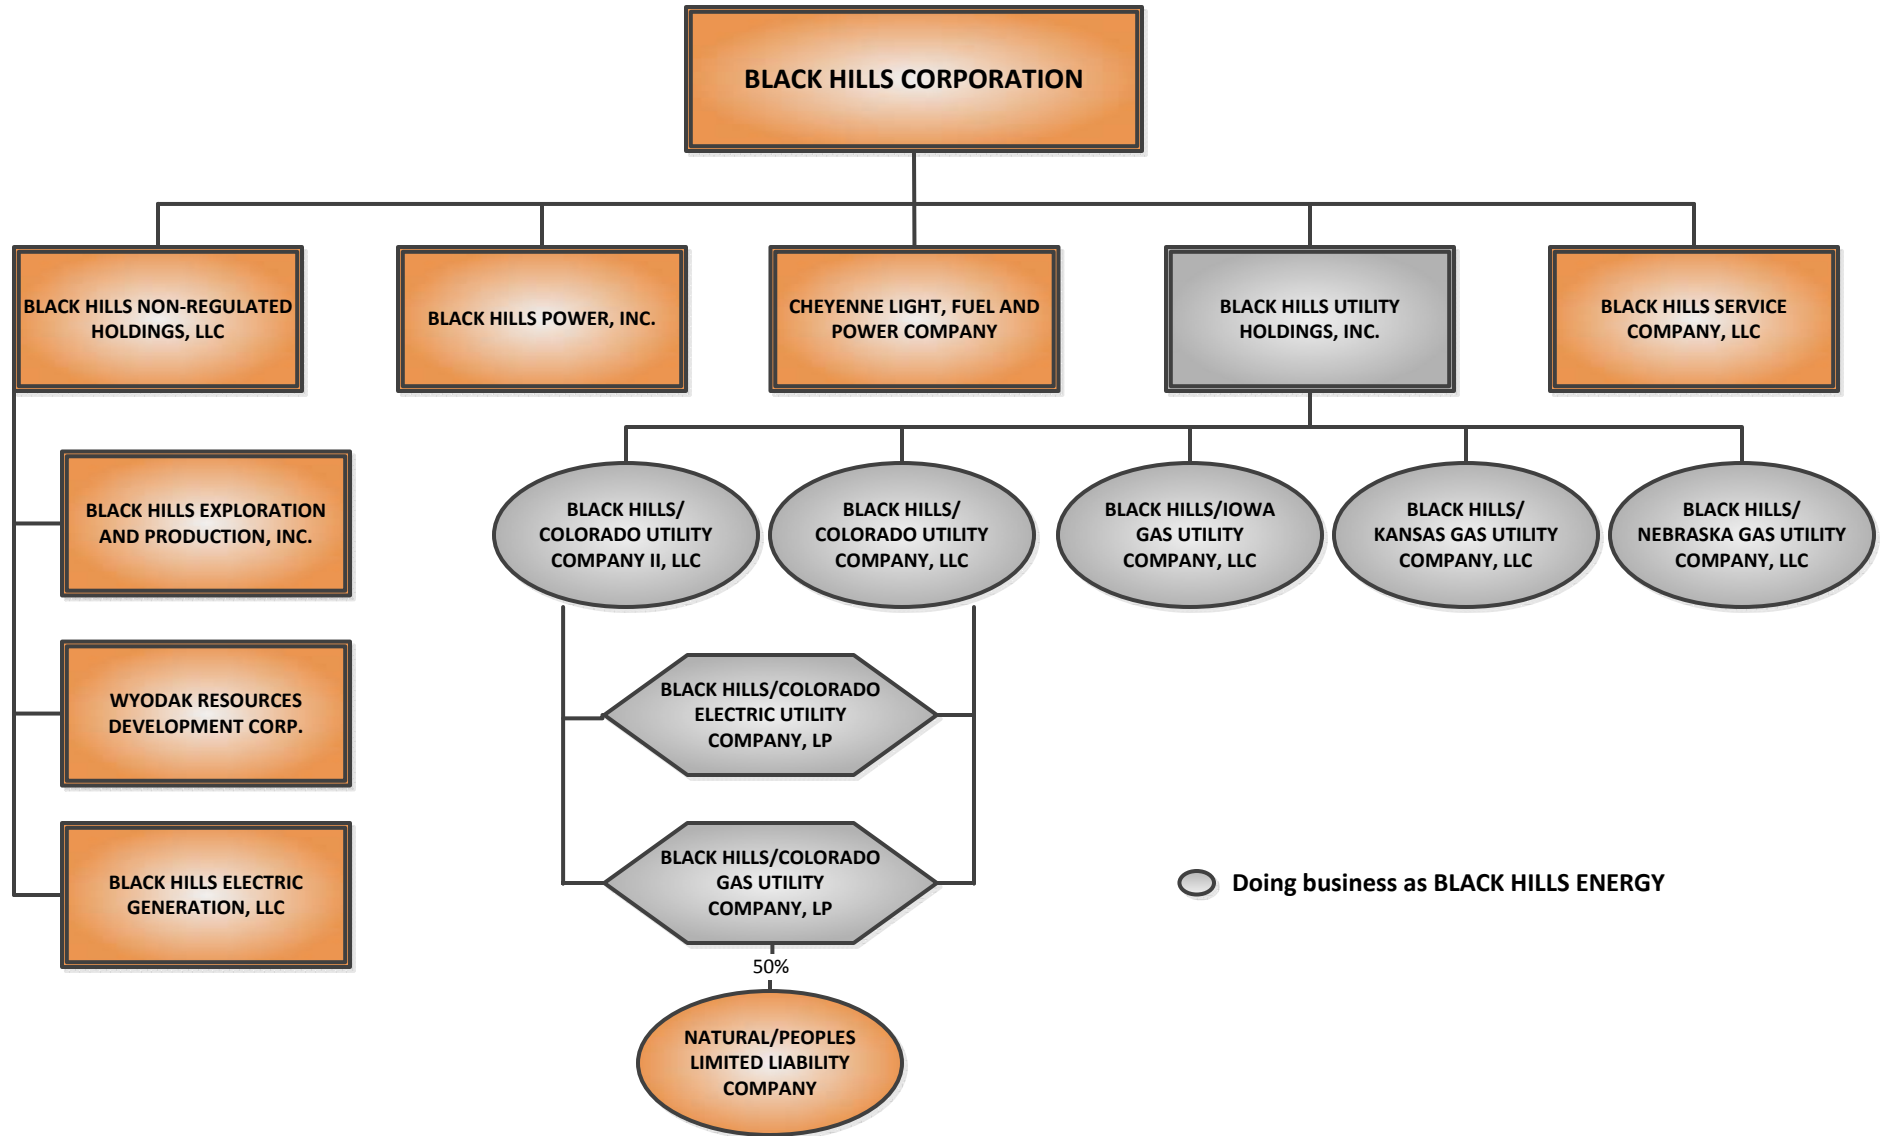 BLACK HILLS CORPORATION
BLACK HILLS NON-REGULATED
HOLDINGS, LLC
BLACK HILLS POWER, INC.
CHEYENNE LIGHT, FUEL AND
POWER COMPANY
BLACK HILLS UTILITY
HOLDINGS, INC.
BLACK HILLS SERVICE
COMPANY, LLC
BLACK HILLS EXPLORATION
AND PRODUCTION, INC.
WYODAK RESOURCES
DEVELOPMENT CORP.
BLACK HILLS ELECTRIC
GENERATION, LLC
BLACK HILLS/
COLORADO UTILITY
COMPANY II, LLC
BLACK HILLS/
COLORADO UTILITY
COMPANY, LLC
BLACK HILLS/IOWA
GAS UTILITY
COMPANY, LLC
BLACK HILLS/
KANSAS GAS UTILITY
COMPANY, LLC
BLACK HILLS/
NEBRASKA GAS UTILITY
COMPANY, LLC
BLACK HILLS/COLORADO
ELECTRIC UTILITY
COMPANY, LP
BLACK HILLS/COLORADO
GAS UTILITY
COMPANY, LP
50%
NATURAL/PEOPLES
LIMITED LIABILITY
COMPANY
Doing business as BLACK HILLS ENERGY